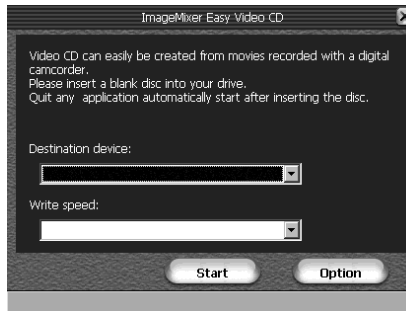 ImageMixer Easy Video CD
Video CD can easily be created from movies recorded with a digital
camcorder.
Please insert a blank disc into your drive.
Quit any  application automatically start after inserting the disc.
Destination device:
Write speed:
Start
Option